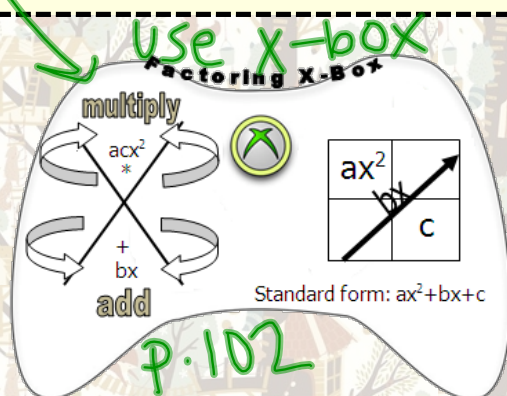 use X-box
Factoring X-Box
multiply
acx²
*
+
bx
add
ax²
bx
c
Standard form: ax²+bx+c
p.102